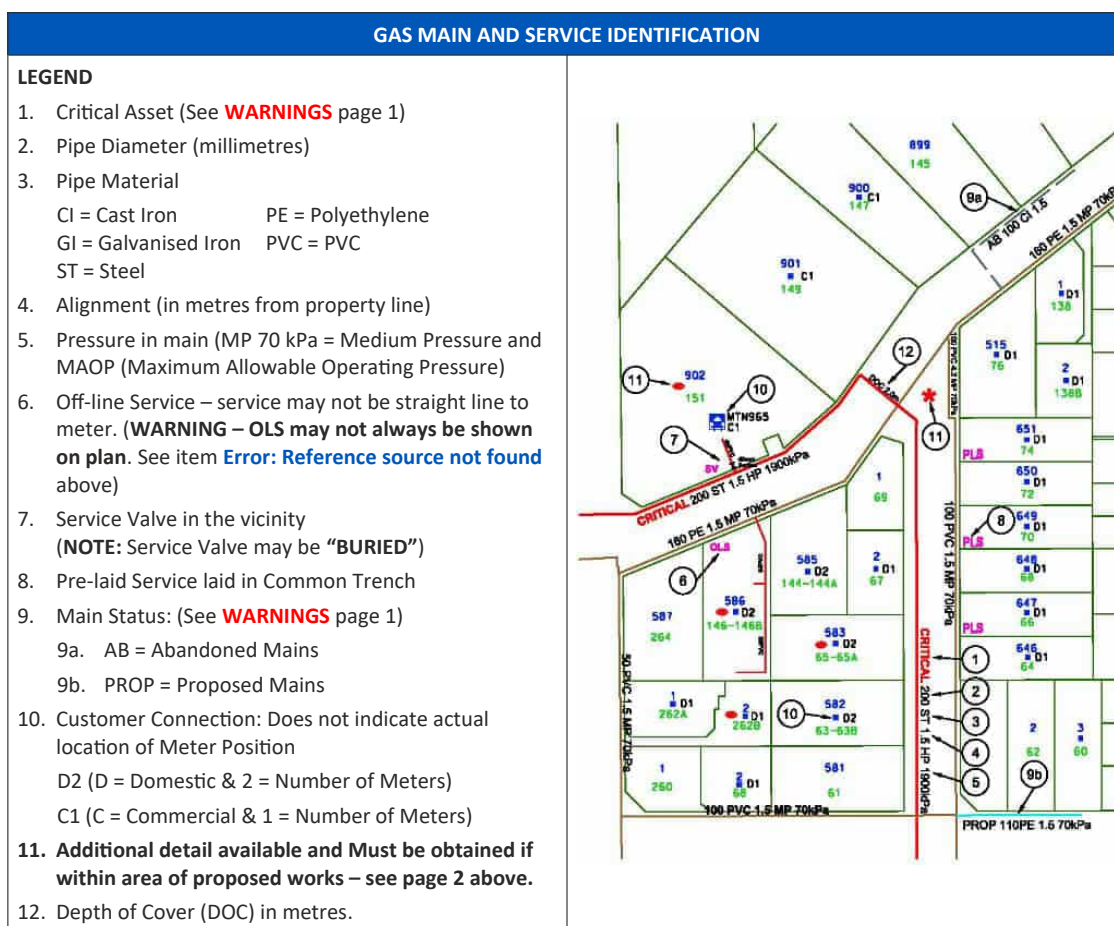 GAS MAIN AND SERVICE IDENTIFICATION
LEGEND
1. Critical Asset (See WARNINGS page 1)
2. Pipe Diameter (millimetres)
3. Pipe Material
CI = Cast Iron PE = Polyethylene
GI = Galvanised Iron PVC = PVC
ST = Steel
4. Alignment (in metres from property line)
5. Pressure in main (MP 70 kPa = Medium Pressure and
MAOP (Maximum Allowable Operating Pressure)
6. Off-line Service – service may not be straight line to
meter. (WARNING – OLS may not always be shown
on plan. See item Error: Reference source not found
above)
7. Service Valve in the vicinity
(NOTE: Service Valve may be “BURIED”)
8. Pre-laid Service laid in Common Trench
9. Main Status: (See WARNINGS page 1)
9a. AB = Abandoned Mains
9b. PROP = Proposed Mains
10. Customer Connection: Does not indicate actual
location of Meter Position
D2 (D = Domestic & 2 = Number of Meters)
C1 (C = Commercial & 1 = Number of Meters)
11. Additional detail available and Must be obtained if
within area of proposed works – see page 2 above.
12. Depth of Cover (DOC) in metres.
899
145
900
C1
147
9a
AB 100 CI 1.5
160 PE 1.5 MP 70kPa
901
C1
149
1
D1
138
12
515
D1
76
2
D1
138B
11
902
151
10
MTN965
C1
11
7
SV
CRITICAL 200 ST 1.5 HP 1900kPa
160 PE 1.5 MP 70kPa
651
D1
74
PLS
650
D1
72
1
69
8
649
D1
70
PLS
100 PVC 1.5 MP 70kPa
OLS
6
585
D2
144-144A
2
D1
67
648
D1
68
586
D2
146-146B
587
264
647
D1
66
PLS
583
D2
65-65A
646
D1
64
CRITICAL 200 ST 1.5 HP 1900kPa
1
2
3
4
5
50 PVC 1.5 MP 70kPa
1
D1
262A
2
D1
262B
10
582
D2
63-63B
2
62
3
60
1
260
2
D1
68
581
61
9b
100 PVC 1.5 MP 70kPa
PROP 110PE 1.5 70kPa